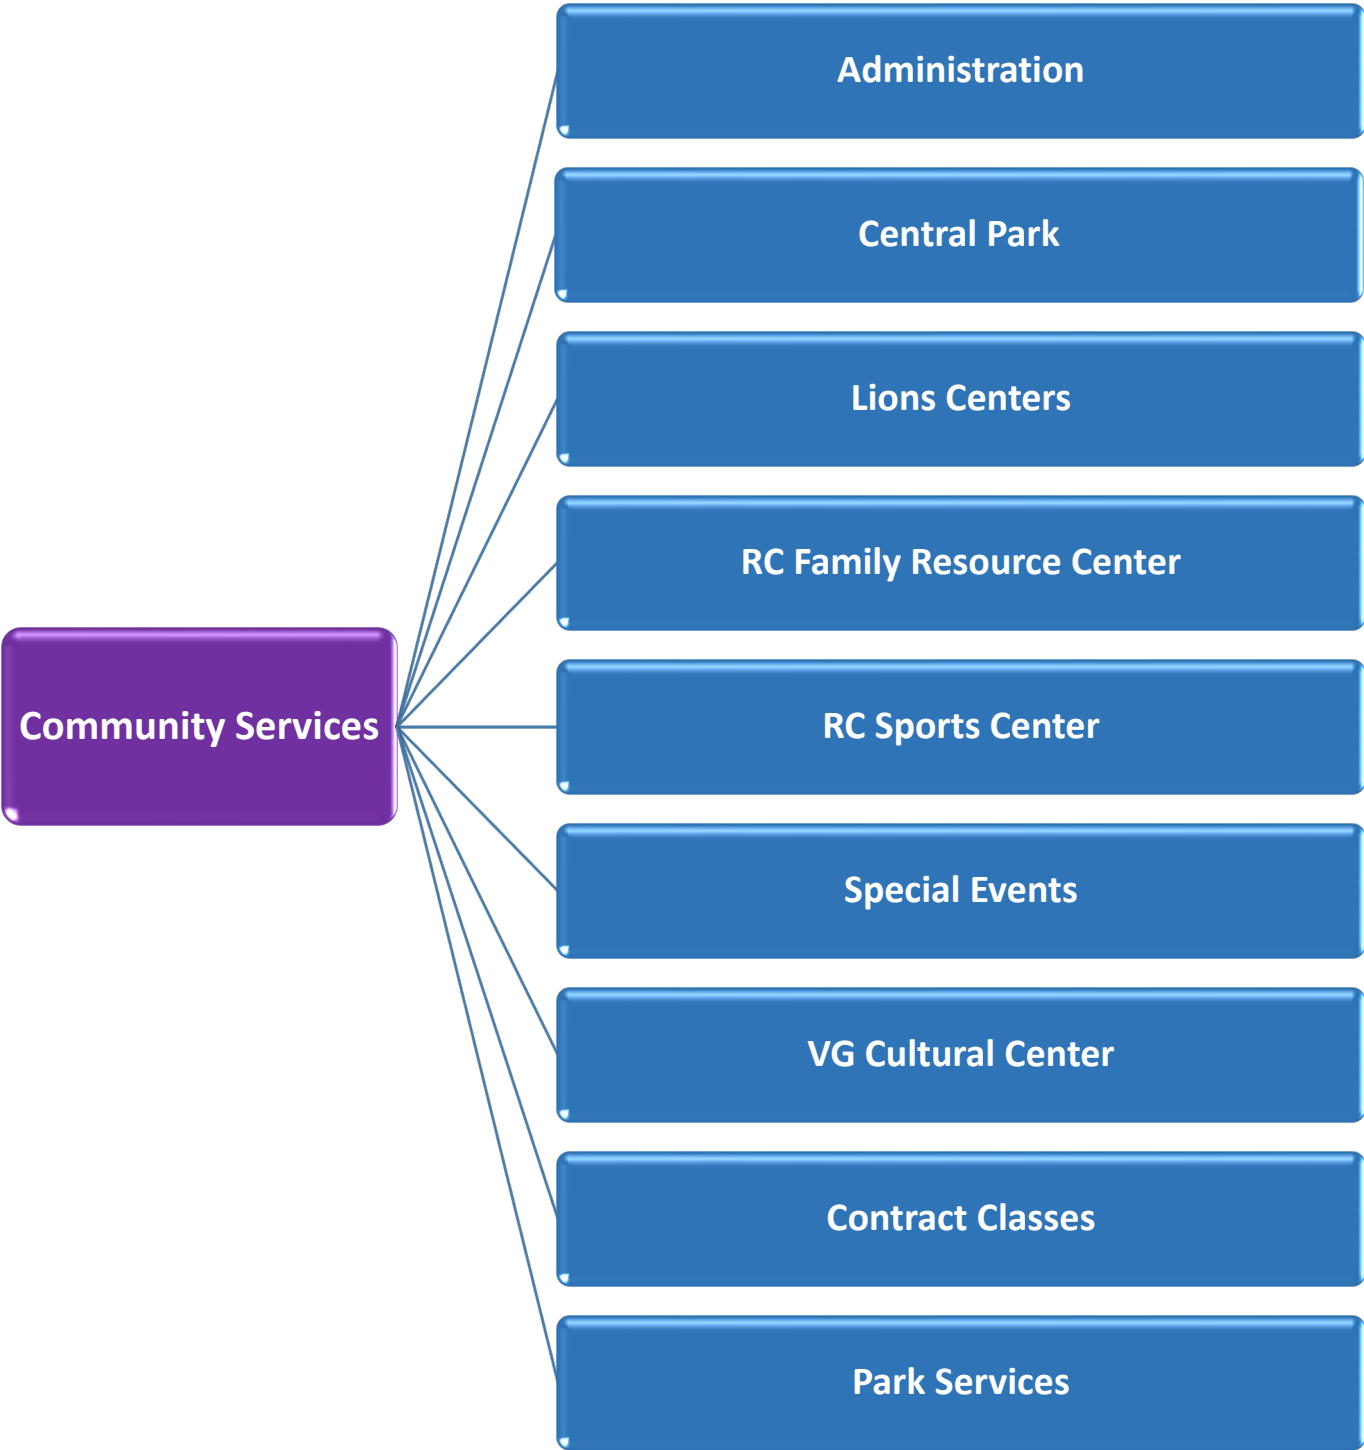 Administration
Central Park
Lions Centers
RC Family Resource Center
Community Services
RC Sports Center
Special Events
VG Cultural Center
Contract Classes
Park Services